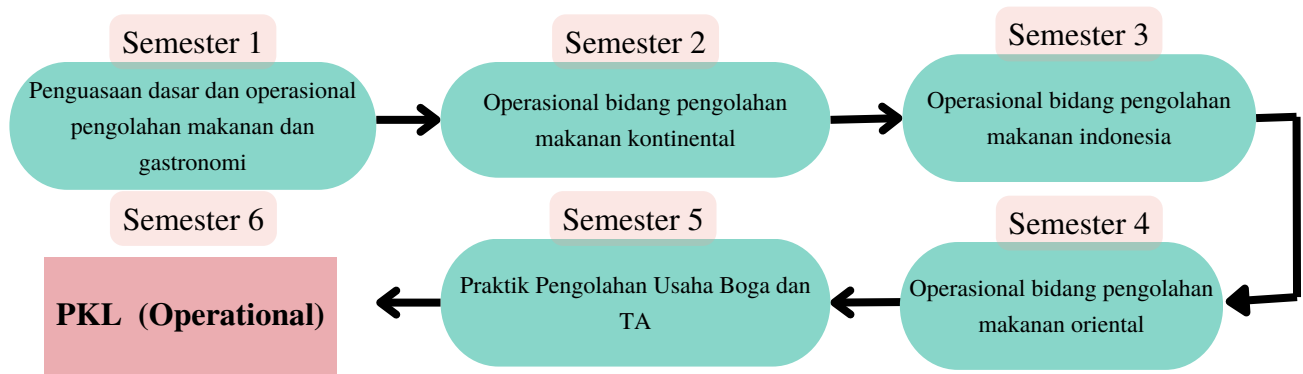 Semester 1
Penguasaan dasar dan operasional
pengolahan makanan dan
gastronomi
Semester 2
Operasional bidang pengolahan
makanan kontinental
Semester 3
Operasional bidang pengolahan
makanan indonesia
Semester 4
Operasional bidang pengolahan
makanan oriental
Semester 5
Praktik Pengolahan Usaha Boga dan
TA
Semester 6
PKL (Operational)